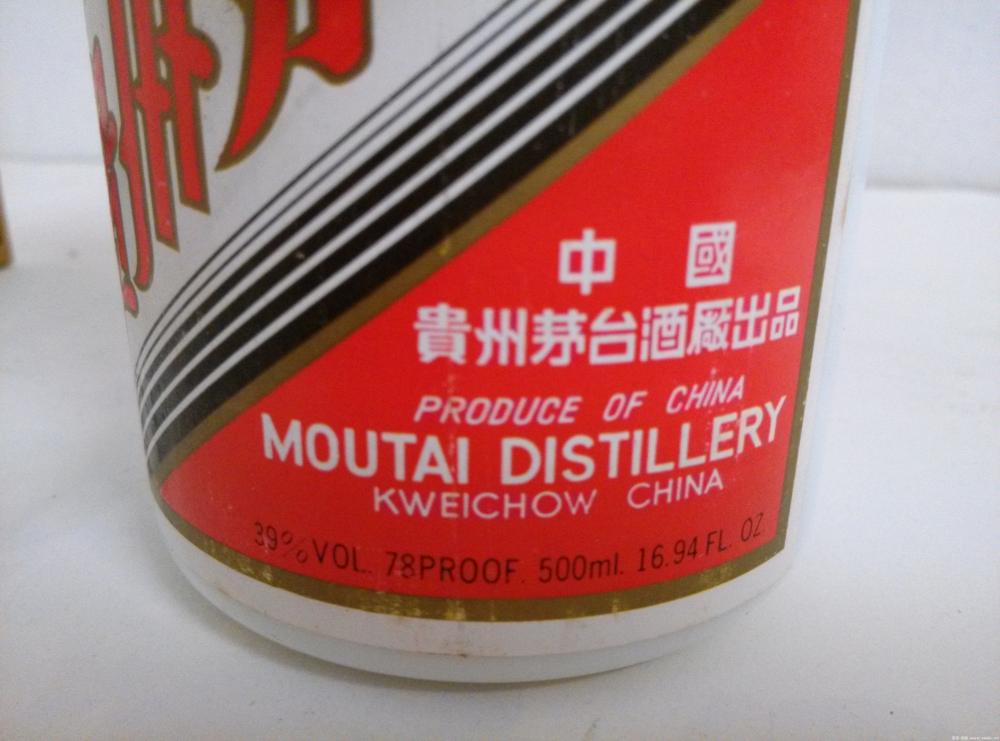 中國
貴州茅台酒廠出品
PRODUCE OF CHINA
MOUTAI DISTILLERY
KWEICHOW CHINA
39% VOL. 78PROOF. 500ml. 16.94 FL. OZ.